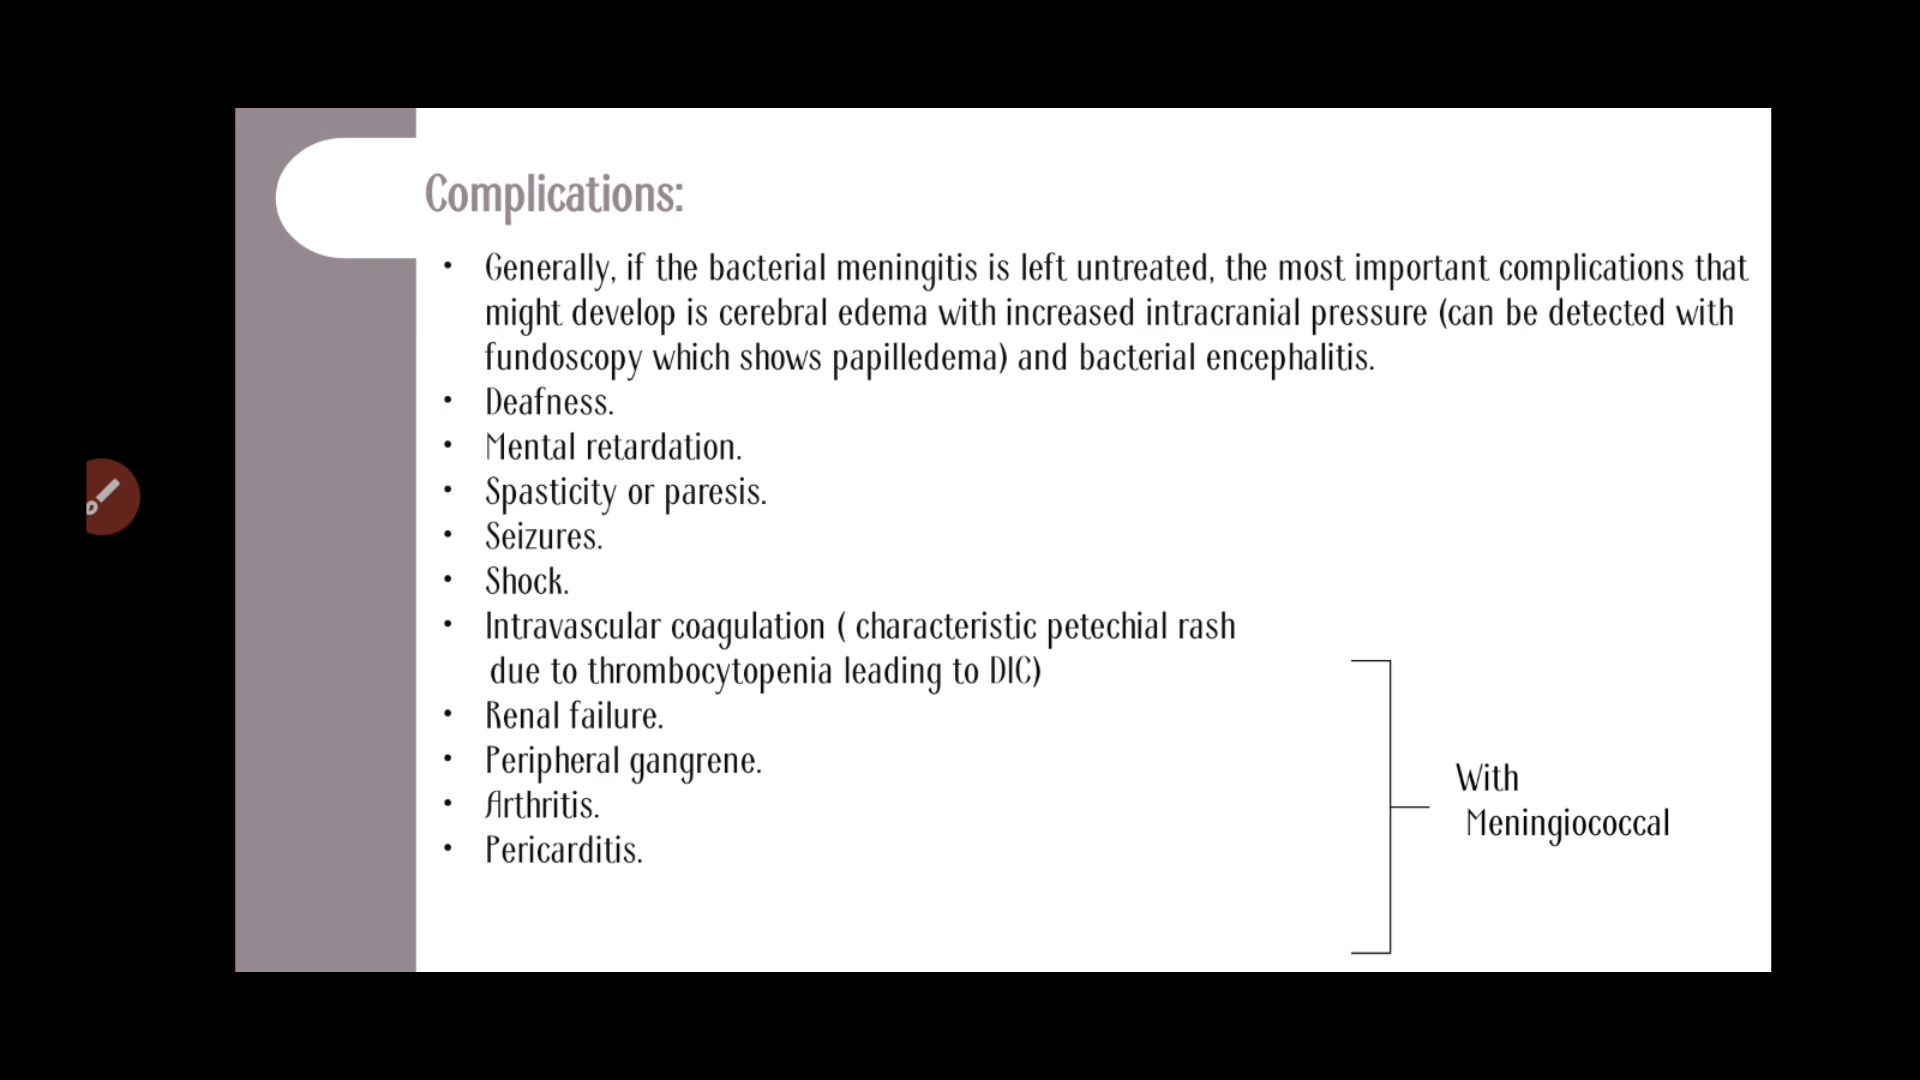 Complications:
• Generally, if the bacterial meningitis is left untreated, the most important complications that
might develop is cerebral edema with increased intracranial pressure (can be detected with
fundoscopy which shows papilledema) and bacterial encephalitis.
• Deafness.
• Mental retardation.
• Spasticity or paresis.
• Seizures.
• Shock.
• Intravascular coagulation ( characteristic petechial rash
due to thrombocytopenia leading to DIC)
• Renal failure.
• Peripheral gangrene.
• Arthritis.
• Pericarditis.
With
Meningiococcal